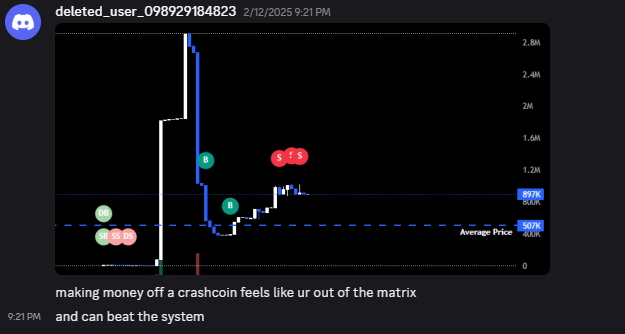 deleted_user_098929184823 2/12/2025 9:21 PM
2.8M
2.4M
2M
1.6M
1.2M
897K
800K
507K
Average Price
400K
0
B
B
S
S
S
DB
SB SS DS
making money off a crashcoin feels like ur out of the matrix
9:21 PM and can beat the system